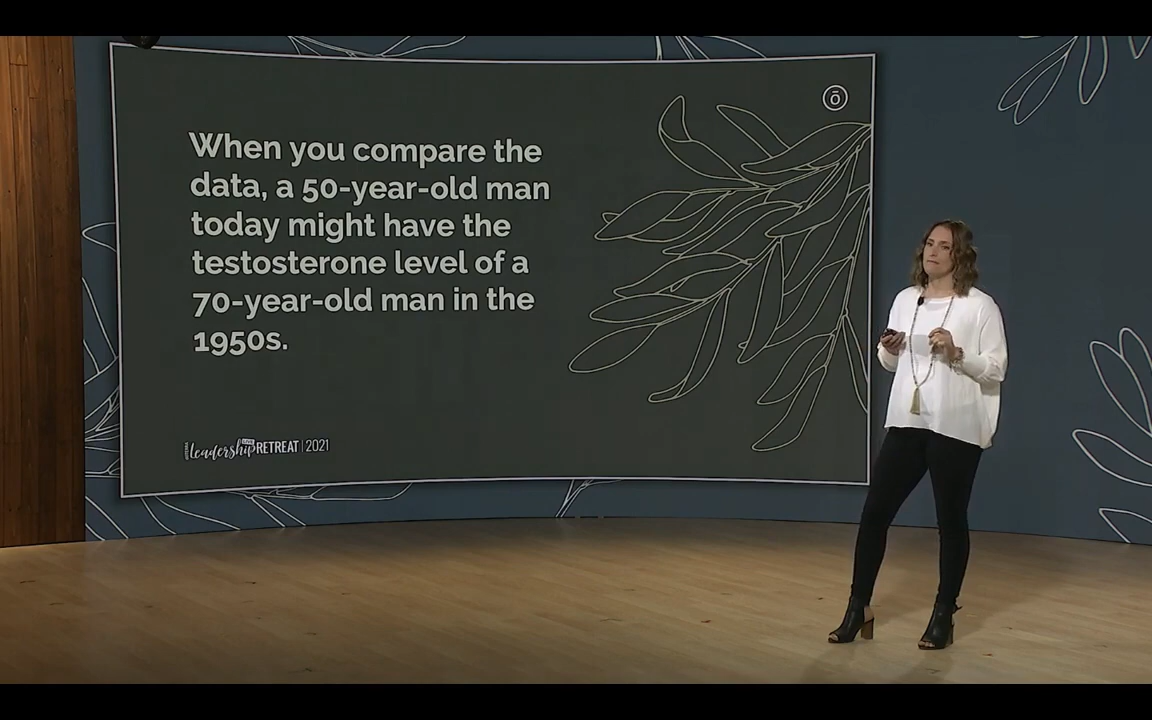 ō
When you compare the
data, a 50-year-old man
today might have the
testosterone level of a
70-year-old man in the
1950s.
Leadership LIVE RETREAT | 2021